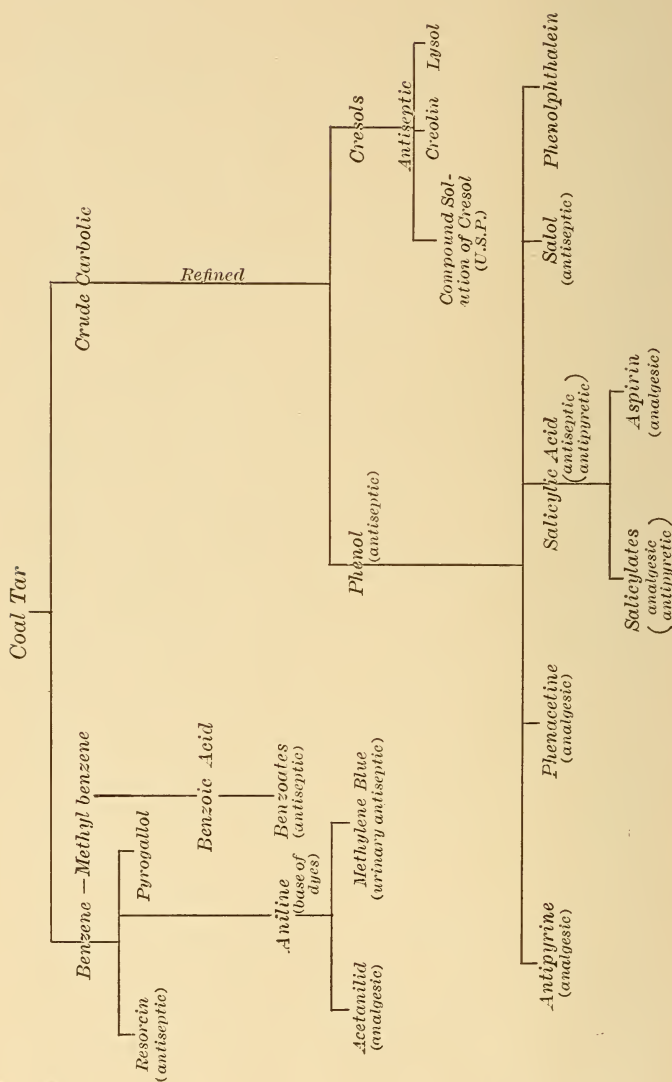 Coal Tar
Benzene — Methyl benzene
Crude Carbolic
Resorcin
(antiseptic)
Pyrogallol
Benzoic Acid
Refined
Aniline
(base of
dyes)
Benzoates
(antiseptic)
Phenol
(antiseptic)
Cresols
Antiseptic
Acetanilid
(analgesic)
Methylene Blue
(urinary antiseptic)
Compound Sol-
ution of Cresol
(U.S.P.)
Creolin
Lysol
Antipyrine
(analgesic)
Phenacetine
(analgesic)
Salicylic Acid
(antiseptic
antipyretic)
Salol
(antiseptic)
Phenolphthalein
Salicylates
(analgesic
antipyretic)
Aspirin
(analgesic)